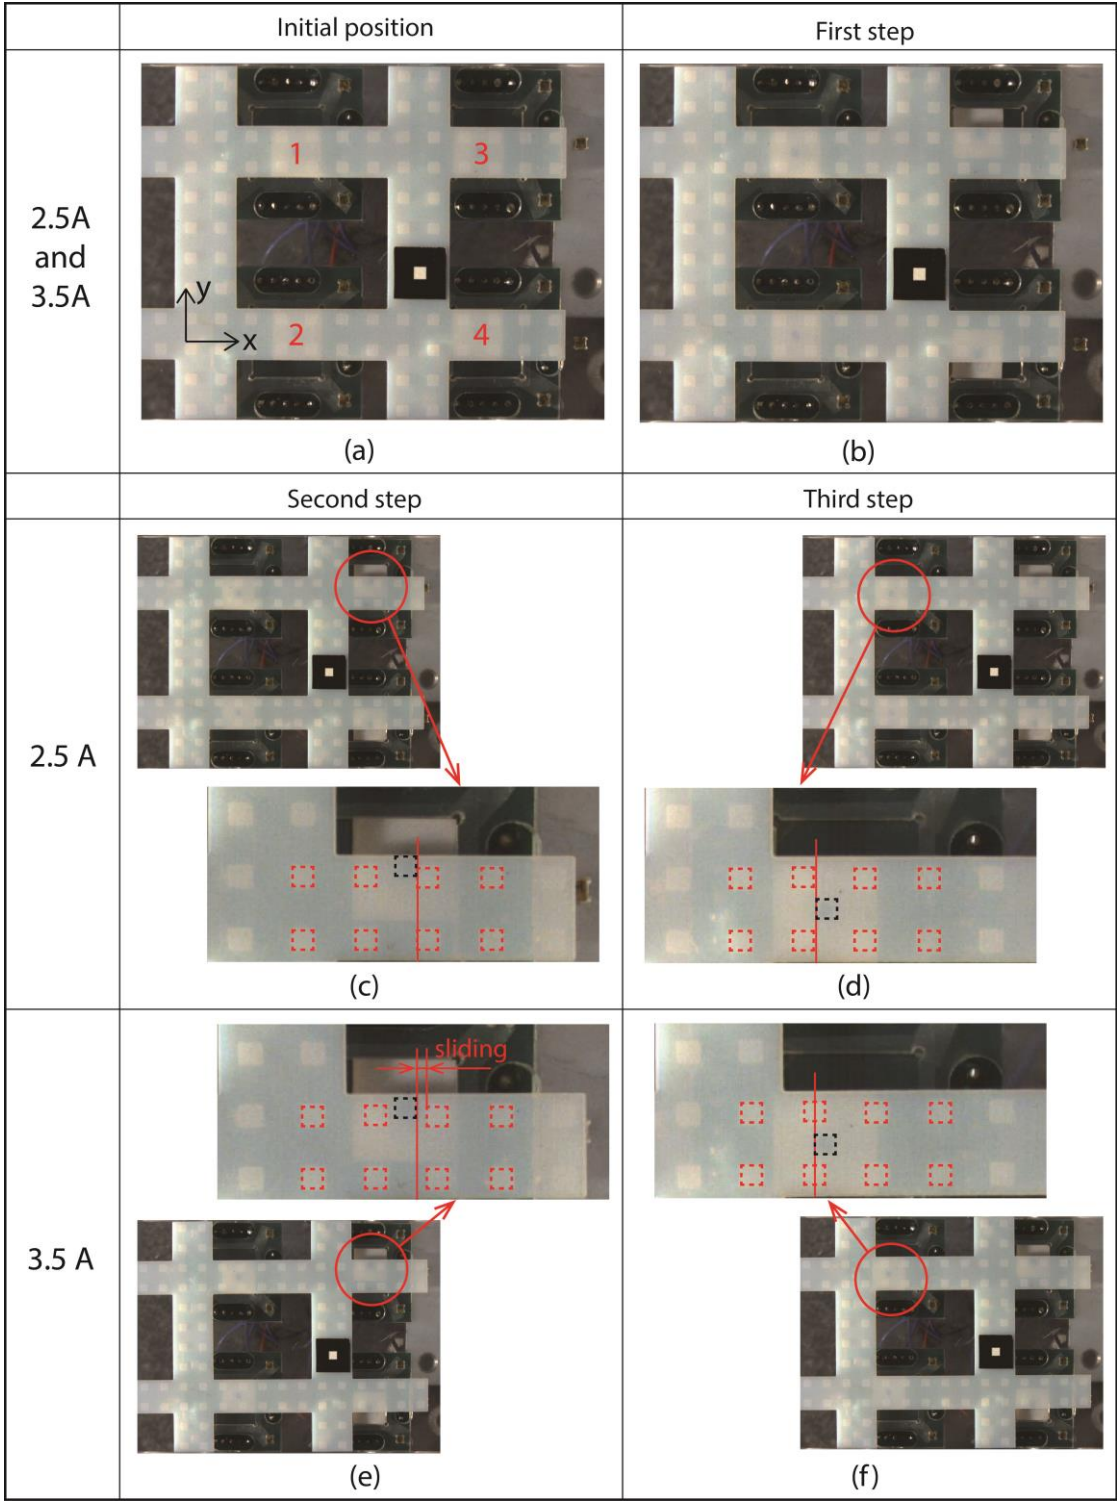 Initial position
First step
2.5A
and
3.5A
1
3
y
x
2
4
(a)
(b)
Second step
Third step
2.5 A
(c)
(d)
3.5 A
sliding
(e)
(f)